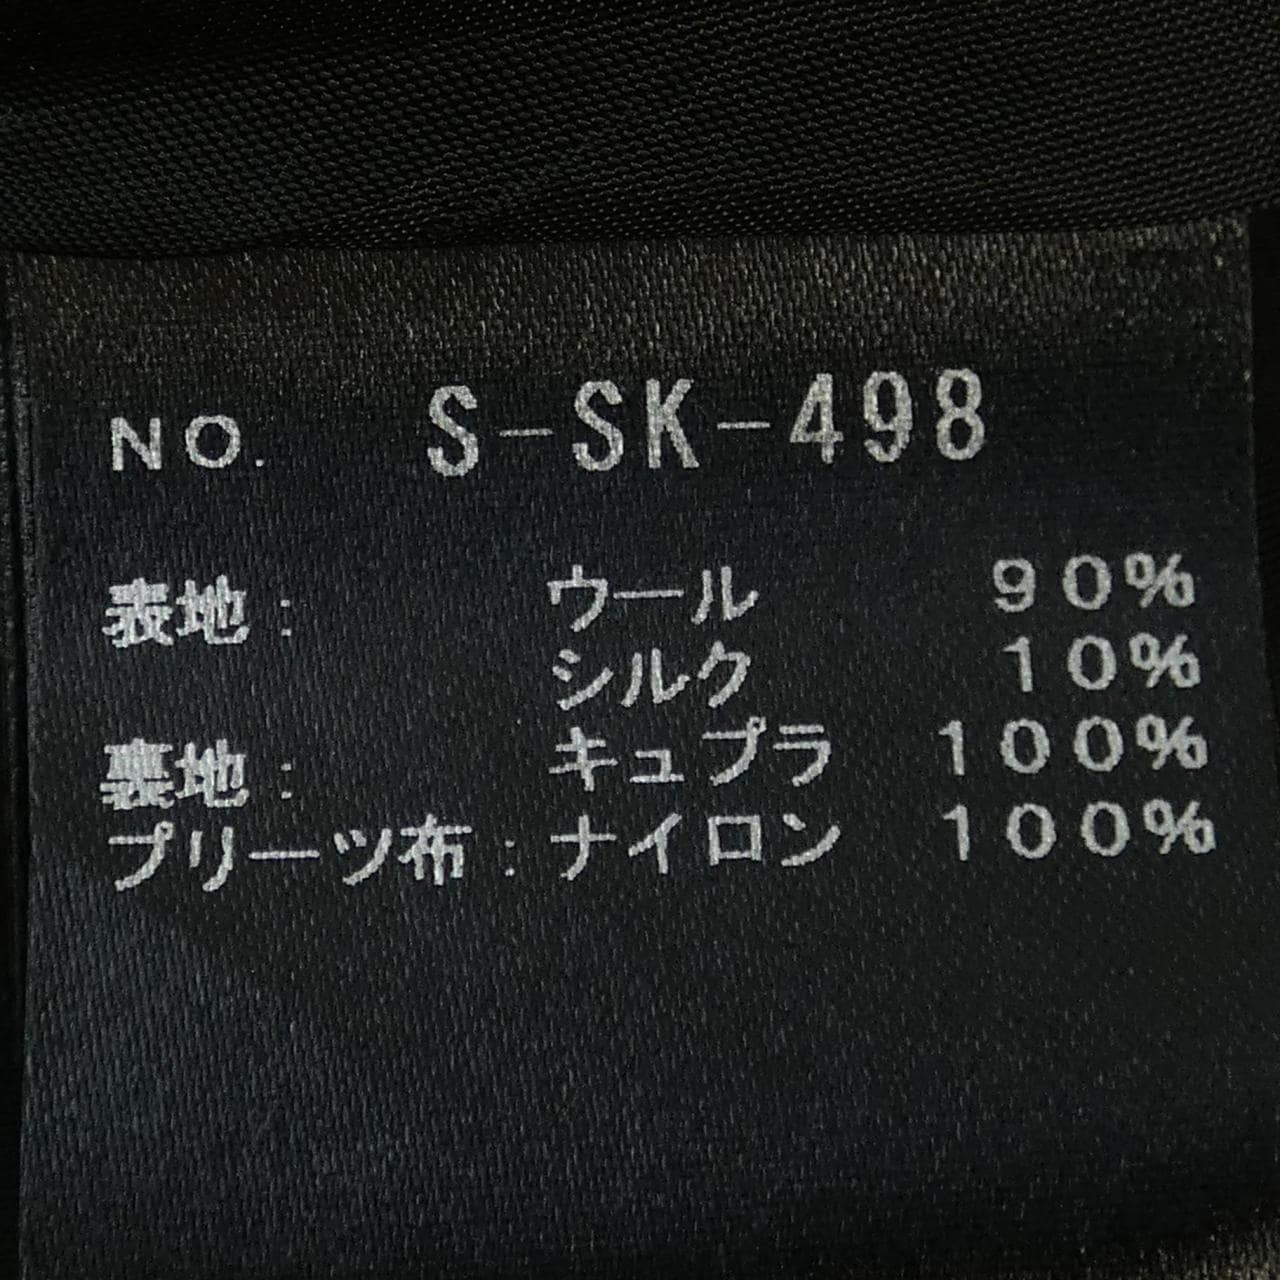 NO. S-SK-498
表地: ウール 90%
シルク 10%
裏地: キュプラ 100%
プリーツ布:ナイロン 100%